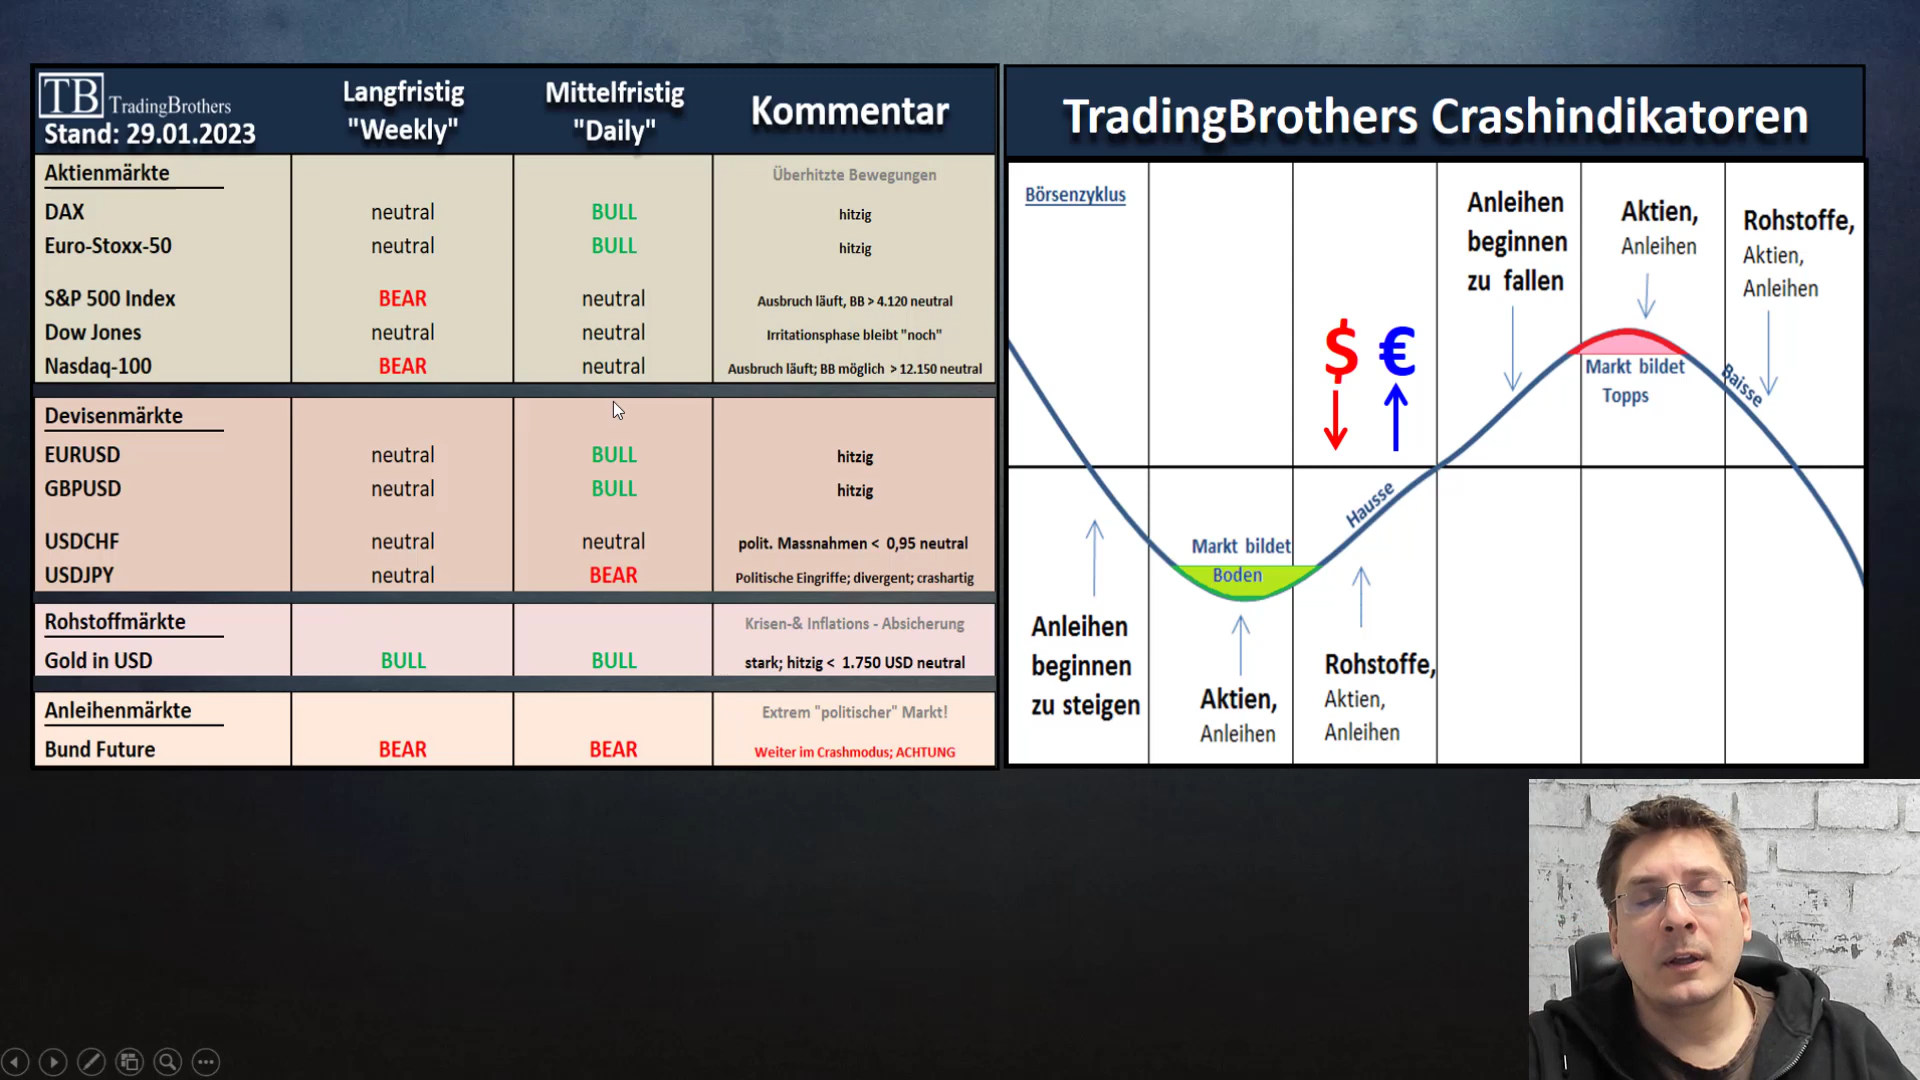 TB TradingBrothers
Stand: 29.01.2023
Langfristig
"Weekly"
Mittelfristig
"Daily"
Kommentar
Aktienmärkte
Überhitzte Bewegungen
DAX neutral BULL hitzig
Euro-Stoxx-50 neutral BULL hitzig
S&P 500 Index BEAR neutral Ausbruch läuft, BB > 4.120 neutral
Dow Jones neutral neutral Irritationsphase bleibt "noch"
Nasdaq-100 BEAR neutral Ausbruch läuft; BB möglich > 12.150 neutral
Devisenmärkte
EURUSD neutral BULL hitzig
GBPUSD neutral BULL hitzig
USDCHF neutral neutral polit. Massnahmen < 0,95 neutral
USDJPY neutral BEAR Politische Eingriffe; divergent; crashartig
Rohstoffmärkte Krisen-& Inflations - Absicherung
Gold in USD BULL BULL stark; hitzig < 1.750 USD neutral
Anleihenmärkte Extrem "politischer" Markt!
Bund Future BEAR BEAR Weiter im Crashmodus; ACHTUNG
TradingBrothers Crashindikatoren
Börsenzyklus
$ €
Anleihen
beginnen
zu fallen
Aktien,
Anleihen
Rohstoffe,
Aktien,
Anleihen
Markt bildet
Topps
Baisse
Hausse
Markt bildet
Boden
Anleihen
beginnen
zu steigen
Aktien,
Anleihen
Rohstoffe,
Aktien,
Anleihen